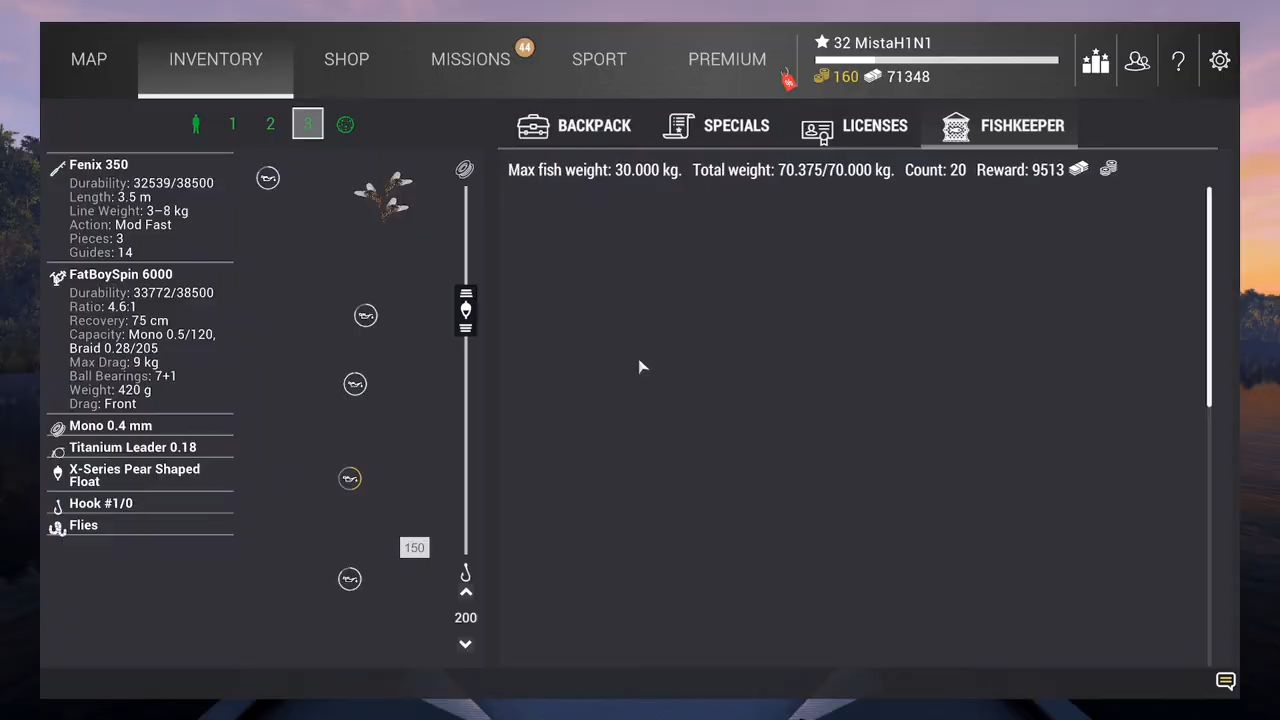 MAP
INVENTORY
SHOP
MISSIONS
44
SPORT
PREMIUM
32 MistaH1N1
160 71348
1
2
3
BACKPACK
SPECIALS
LICENSES
FISHKEEPER
Max fish weight: 30.000 kg. Total weight: 70.375/70.000 kg. Count: 20 Reward: 9513
Fenix 350
Durability: 32539/38500
Length: 3.5 m
Line Weight: 3–8 kg
Action: Mod Fast
Pieces: 3
Guides: 14
FatBoySpin 6000
Durability: 33772/38500
Ratio: 4.6:1
Recovery: 75 cm
Capacity: Mono 0.5/120,
Braid 0.28/205
Max Drag: 9 kg
Ball Bearings: 7+1
Weight: 420 g
Drag: Front
Mono 0.4 mm
Titanium Leader 0.18
X-Series Pear Shaped
Float
Hook #1/0
Flies
150
200